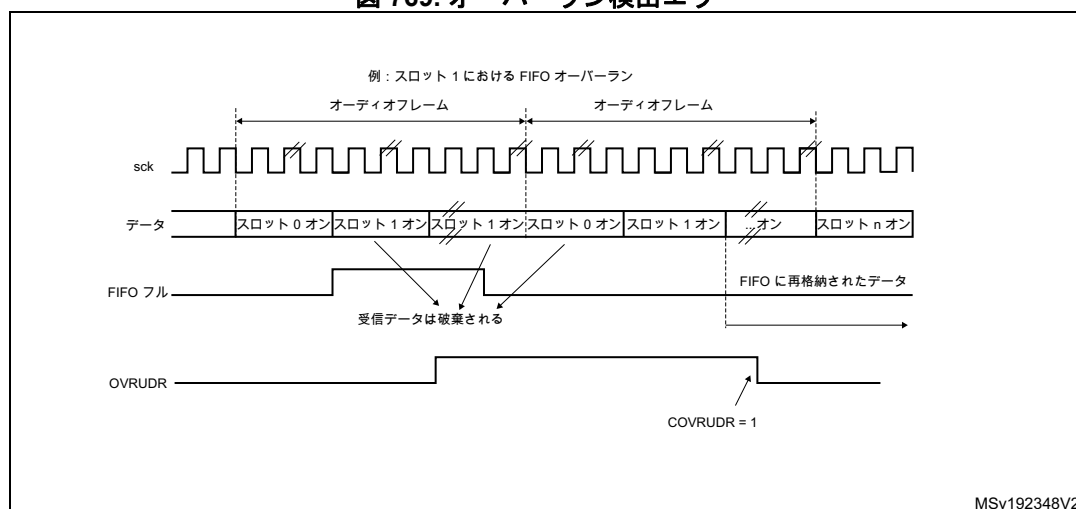 例：スロット 1 における FIFO オーバーラン
オーディオフレーム オーディオフレーム
sck
データ スロット 0 オン スロット 1 オン スロット 1 オン スロット 0 オン スロット 1 オン ...オン スロット n オン
FIFO フル
FIFO に再格納されたデータ
受信データは破棄される
OVRUDR
COVRUDR = 1
MSv192348V2